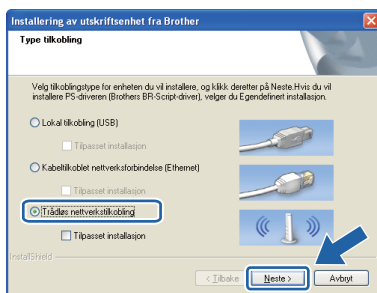 Installering av utskriftsenhet fra Brother
Type tilkobling
Velg tilkoblingstype for enheten du vil installere, og klikk deretter på Neste.Hvis du vil
installere PS-driveren (Brothers BR-Script-driver), velger du Egendefinert installasjon.
Lokal tilkobling (USB)
Tilpasset installasjon
Kabeltilkoblet nettverksforbindelse (Ethernet)
Tilpasset installasjon
Trådløs nettverkstilkobling
Tilpasset installasjon
InstallShield
< Tilbake Neste > Avbryt